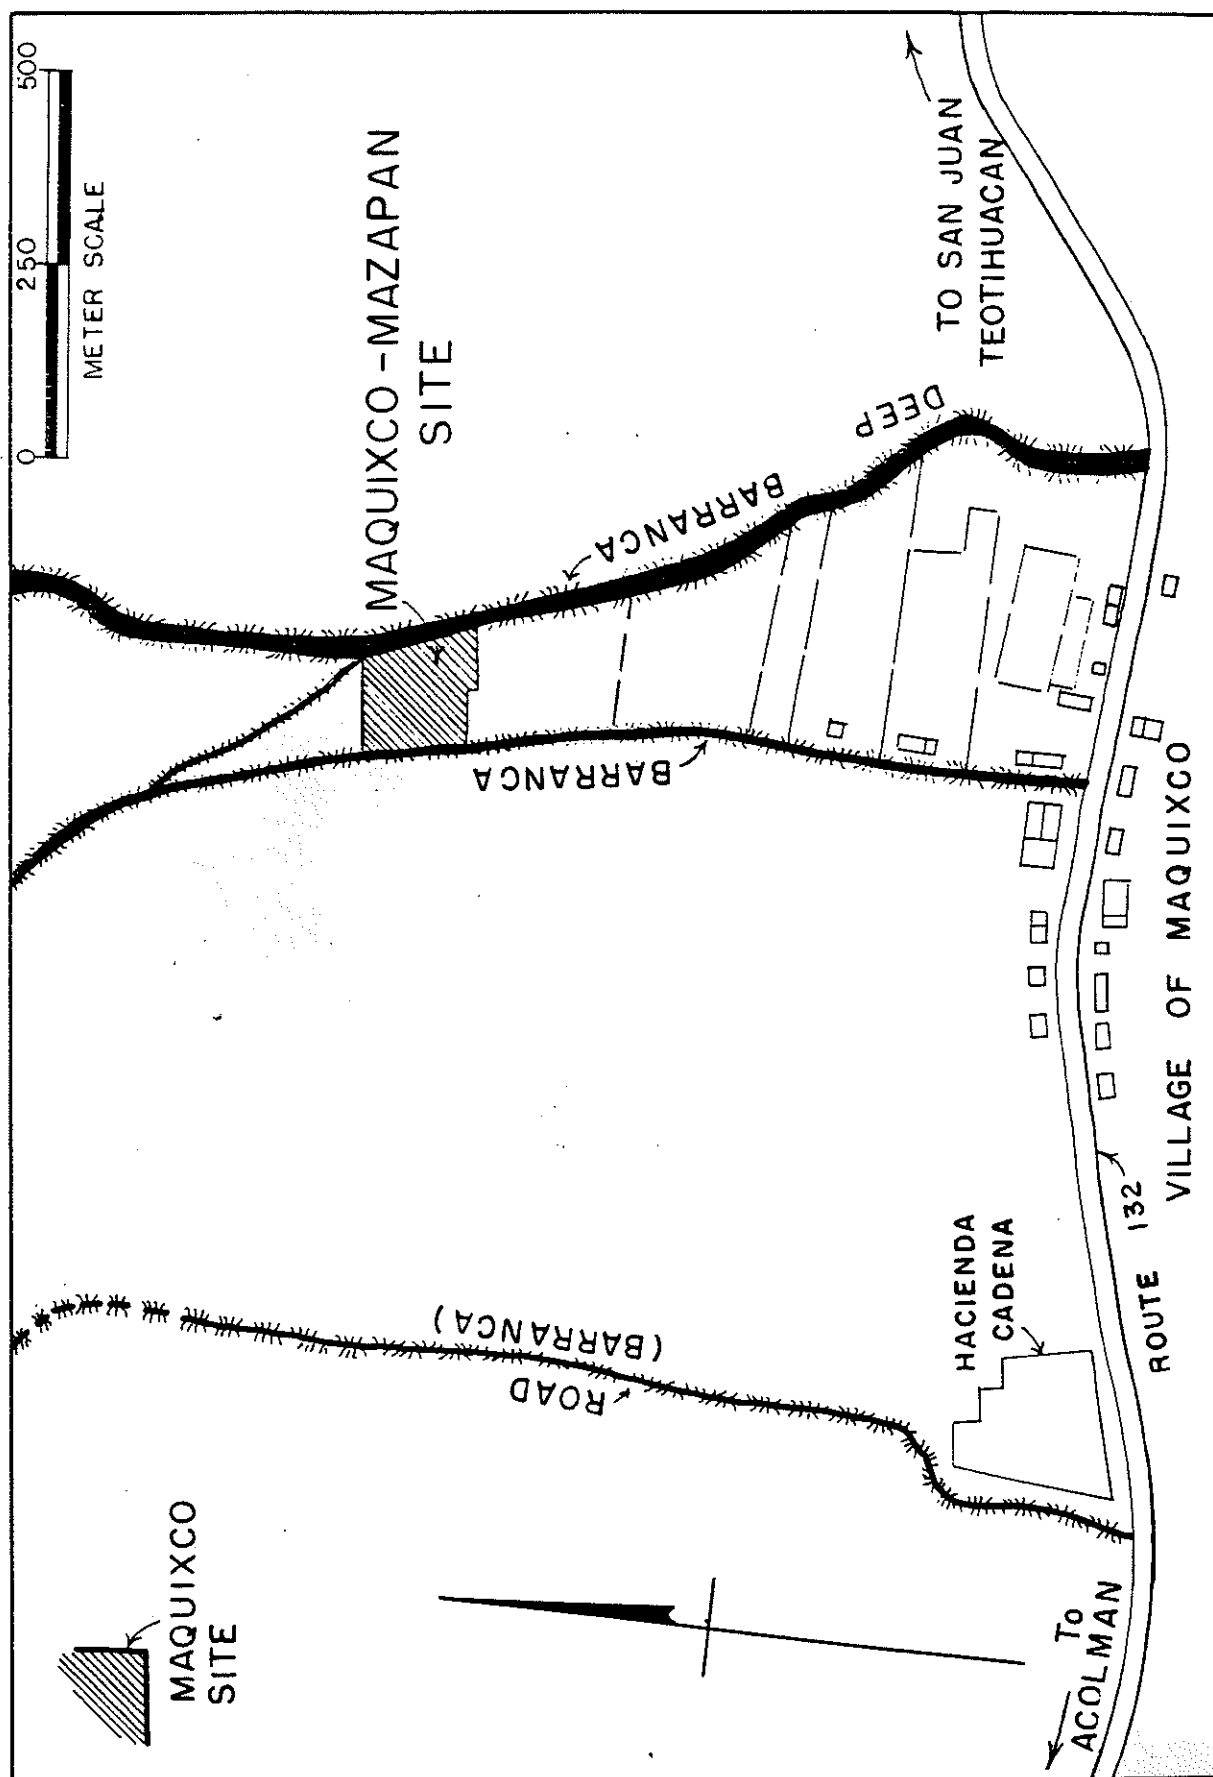 0 250 500
METER SCALE
MAQUIXCO-MAZAPAN
SITE
DEEP
BARRANCA
BARRANCA
TO SAN JUAN
TEOTIHUACAN
MAQUIXCO
SITE
ROAD
(BARRANCA)
HACIENDA
CADENA
To
ACOLMAN
ROUTE 132
VILLAGE OF MAQUIXCO